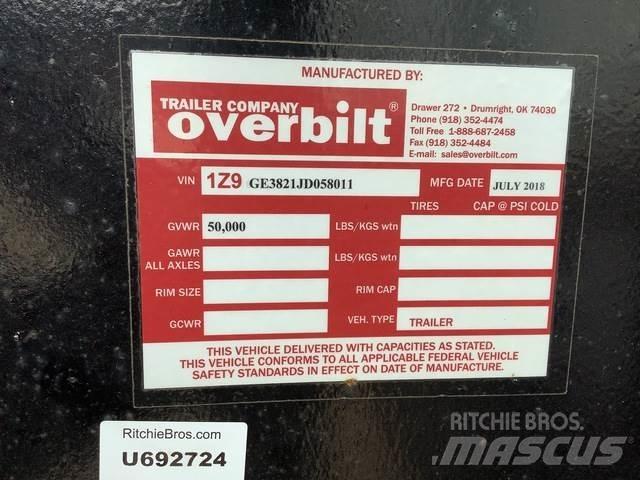 MANUFACTURED BY:
TRAILER COMPANY
overbilt®
Drawer 272 • Drumright, OK 74030
Phone (918) 352-4474
Toll Free 1-888-687-2458
Fax (918) 352-4484
E-mail: sales@overbilt.com
VIN 1Z9 GE3821JD058011 MFG DATE JULY 2018
TIRES CAP @ PSI COLD
GVWR 50,000 LBS/KGS wtn
GAWR ALL AXLES LBS/KGS wtn
RIM SIZE RIM CAP
GCWR VEH. TYPE TRAILER
THIS VEHICLE DELIVERED WITH CAPACITIES AS STATED.
THIS VEHICLE CONFORMS TO ALL APPLICABLE FEDERAL VEHICLE
SAFETY STANDARDS IN EFFECT ON DATE OF MANUFACTURE.
RitchieBros.com
U692724
RITCHIE BROS.
MASCUS